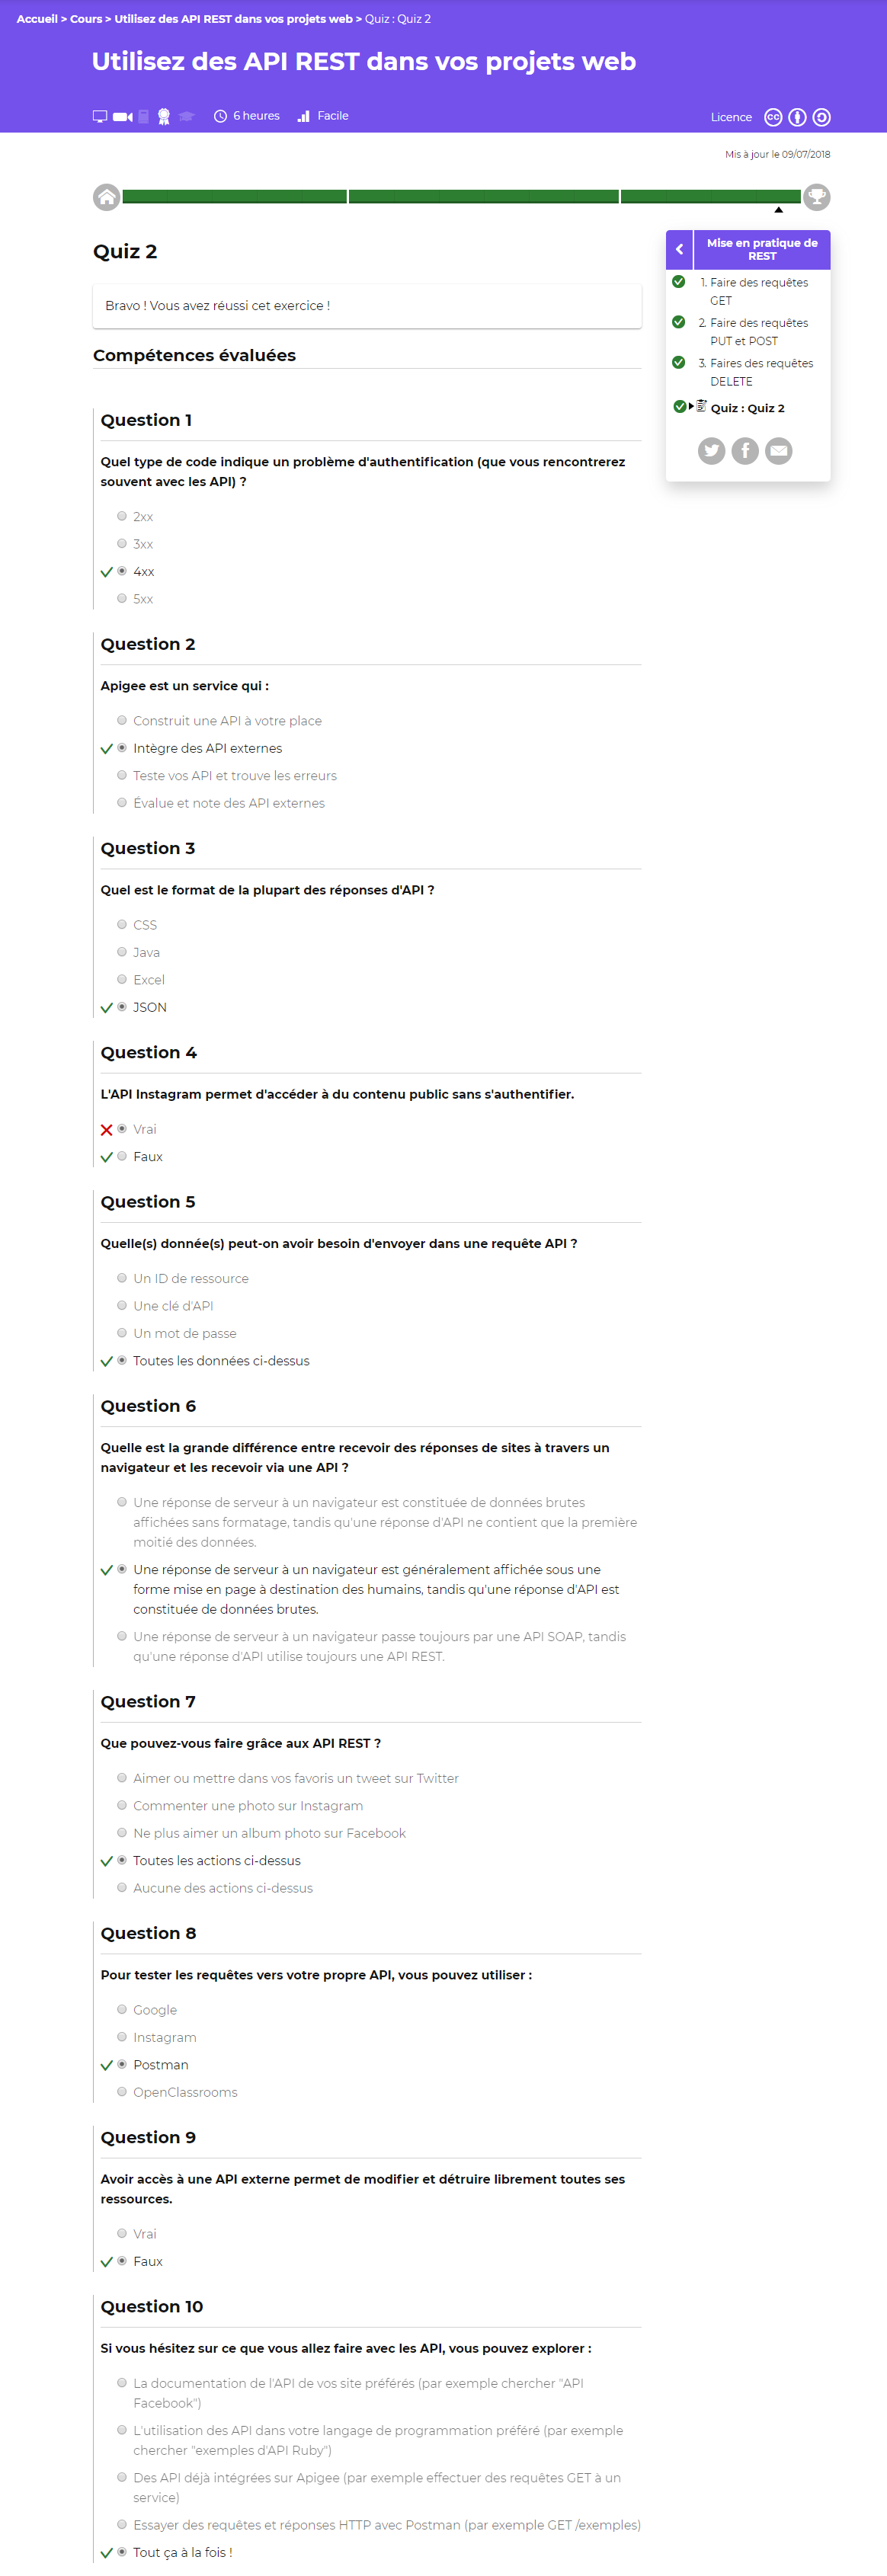 Accueil > Cours > Utilisez des API REST dans vos projets web > Quiz : Quiz 2
Utilisez des API REST dans vos projets web
6 heures
Facile
Licence
Mis à jour le 09/07/2018
Quiz 2
Bravo ! Vous avez réussi cet exercice !
Compétences évaluées
Mise en pratique de
REST
1. Faire des requêtes
GET
2. Faire des requêtes
PUT et POST
3. Faires des requêtes
DELETE
Quiz : Quiz 2
Question 1
Quel type de code indique un problème d'authentification (que vous rencontrerez
souvent avec les API) ?
2xx
3xx
4xx
5xx
Question 2
Apigee est un service qui :
Construit une API à votre place
Intègre des API externes
Teste vos API et trouve les erreurs
Évalue et note des API externes
Question 3
Quel est le format de la plupart des réponses d'API ?
CSS
Java
Excel
JSON
Question 4
L'API Instagram permet d'accéder à du contenu public sans s'authentifier.
Vrai
Faux
Question 5
Quelle(s) donnée(s) peut-on avoir besoin d'envoyer dans une requête API ?
Un ID de ressource
Une clé d'API
Un mot de passe
Toutes les données ci-dessus
Question 6
Quelle est la grande différence entre recevoir des réponses de sites à travers un
navigateur et les recevoir via une API ?
Une réponse de serveur à un navigateur est constituée de données brutes
affichées sans formatage, tandis qu'une réponse d'API ne contient que la première
moitié des données.
Une réponse de serveur à un navigateur est généralement affichée sous une
forme mise en page à destination des humains, tandis qu'une réponse d'API est
constituée de données brutes.
Une réponse de serveur à un navigateur passe toujours par une API SOAP, tandis
qu'une réponse d'API utilise toujours une API REST.
Question 7
Que pouvez-vous faire grâce aux API REST ?
Aimer ou mettre dans vos favoris un tweet sur Twitter
Commenter une photo sur Instagram
Ne plus aimer un album photo sur Facebook
Toutes les actions ci-dessus
Aucune des actions ci-dessus
Question 8
Pour tester les requêtes vers votre propre API, vous pouvez utiliser :
Google
Instagram
Postman
OpenClassrooms
Question 9
Avoir accès à une API externe permet de modifier et détruire librement toutes ses
ressources.
Vrai
Faux
Question 10
Si vous hésitez sur ce que vous allez faire avec les API, vous pouvez explorer :
La documentation de l'API de vos site préférés (par exemple chercher "API
Facebook")
L'utilisation des API dans votre langage de programmation préféré (par exemple
chercher "exemples d'API Ruby")
Des API déjà intégrées sur Apigee (par exemple effectuer des requêtes GET à un
service)
Essayer des requêtes et réponses HTTP avec Postman (par exemple GET /exemples)
Tout ça à la fois !